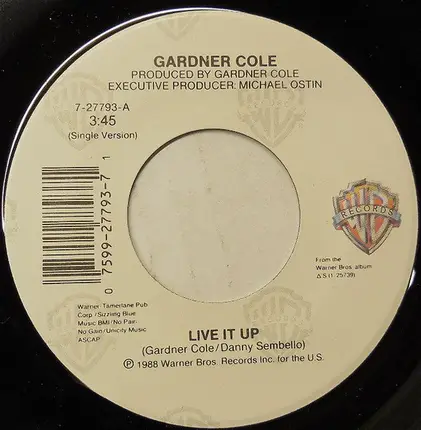 GARDNER COLE
PRODUCED BY GARDNER COLE
EXECUTIVE PRODUCER: MICHAEL OSTIN
7-27793-A
3:45
(Single Version)
0 7599-27793-7 1
RECORDS
From the
Warner Bros. album
(1-25739)
Warner-Tamerlane Pub
Corp./Sizzling Blue
Music BMI/No Pain
No Gain/Unicity Music
ASCAP
LIVE IT UP
(Gardner Cole/Danny Sembello)
℗ 1988 Warner Bros. Records Inc. for the U.S.